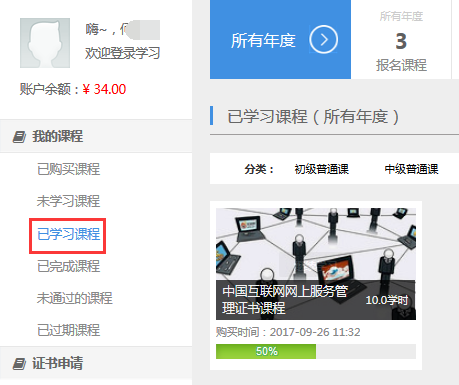 嗨~，
欢迎登录学习
账户余额：¥ 34.00
我的课程
已购买课程
未学习课程
已学习课程
已完成课程
未通过的课程
已过期课程
证书申请
所有年度
所有年度
3
报名课程
已学习课程（所有年度）
分类： 初级普通课 中级普通课
中国互联网网上服务管
理证书课程 10.0学时
购买时间：2017-09-26 11:32
50%